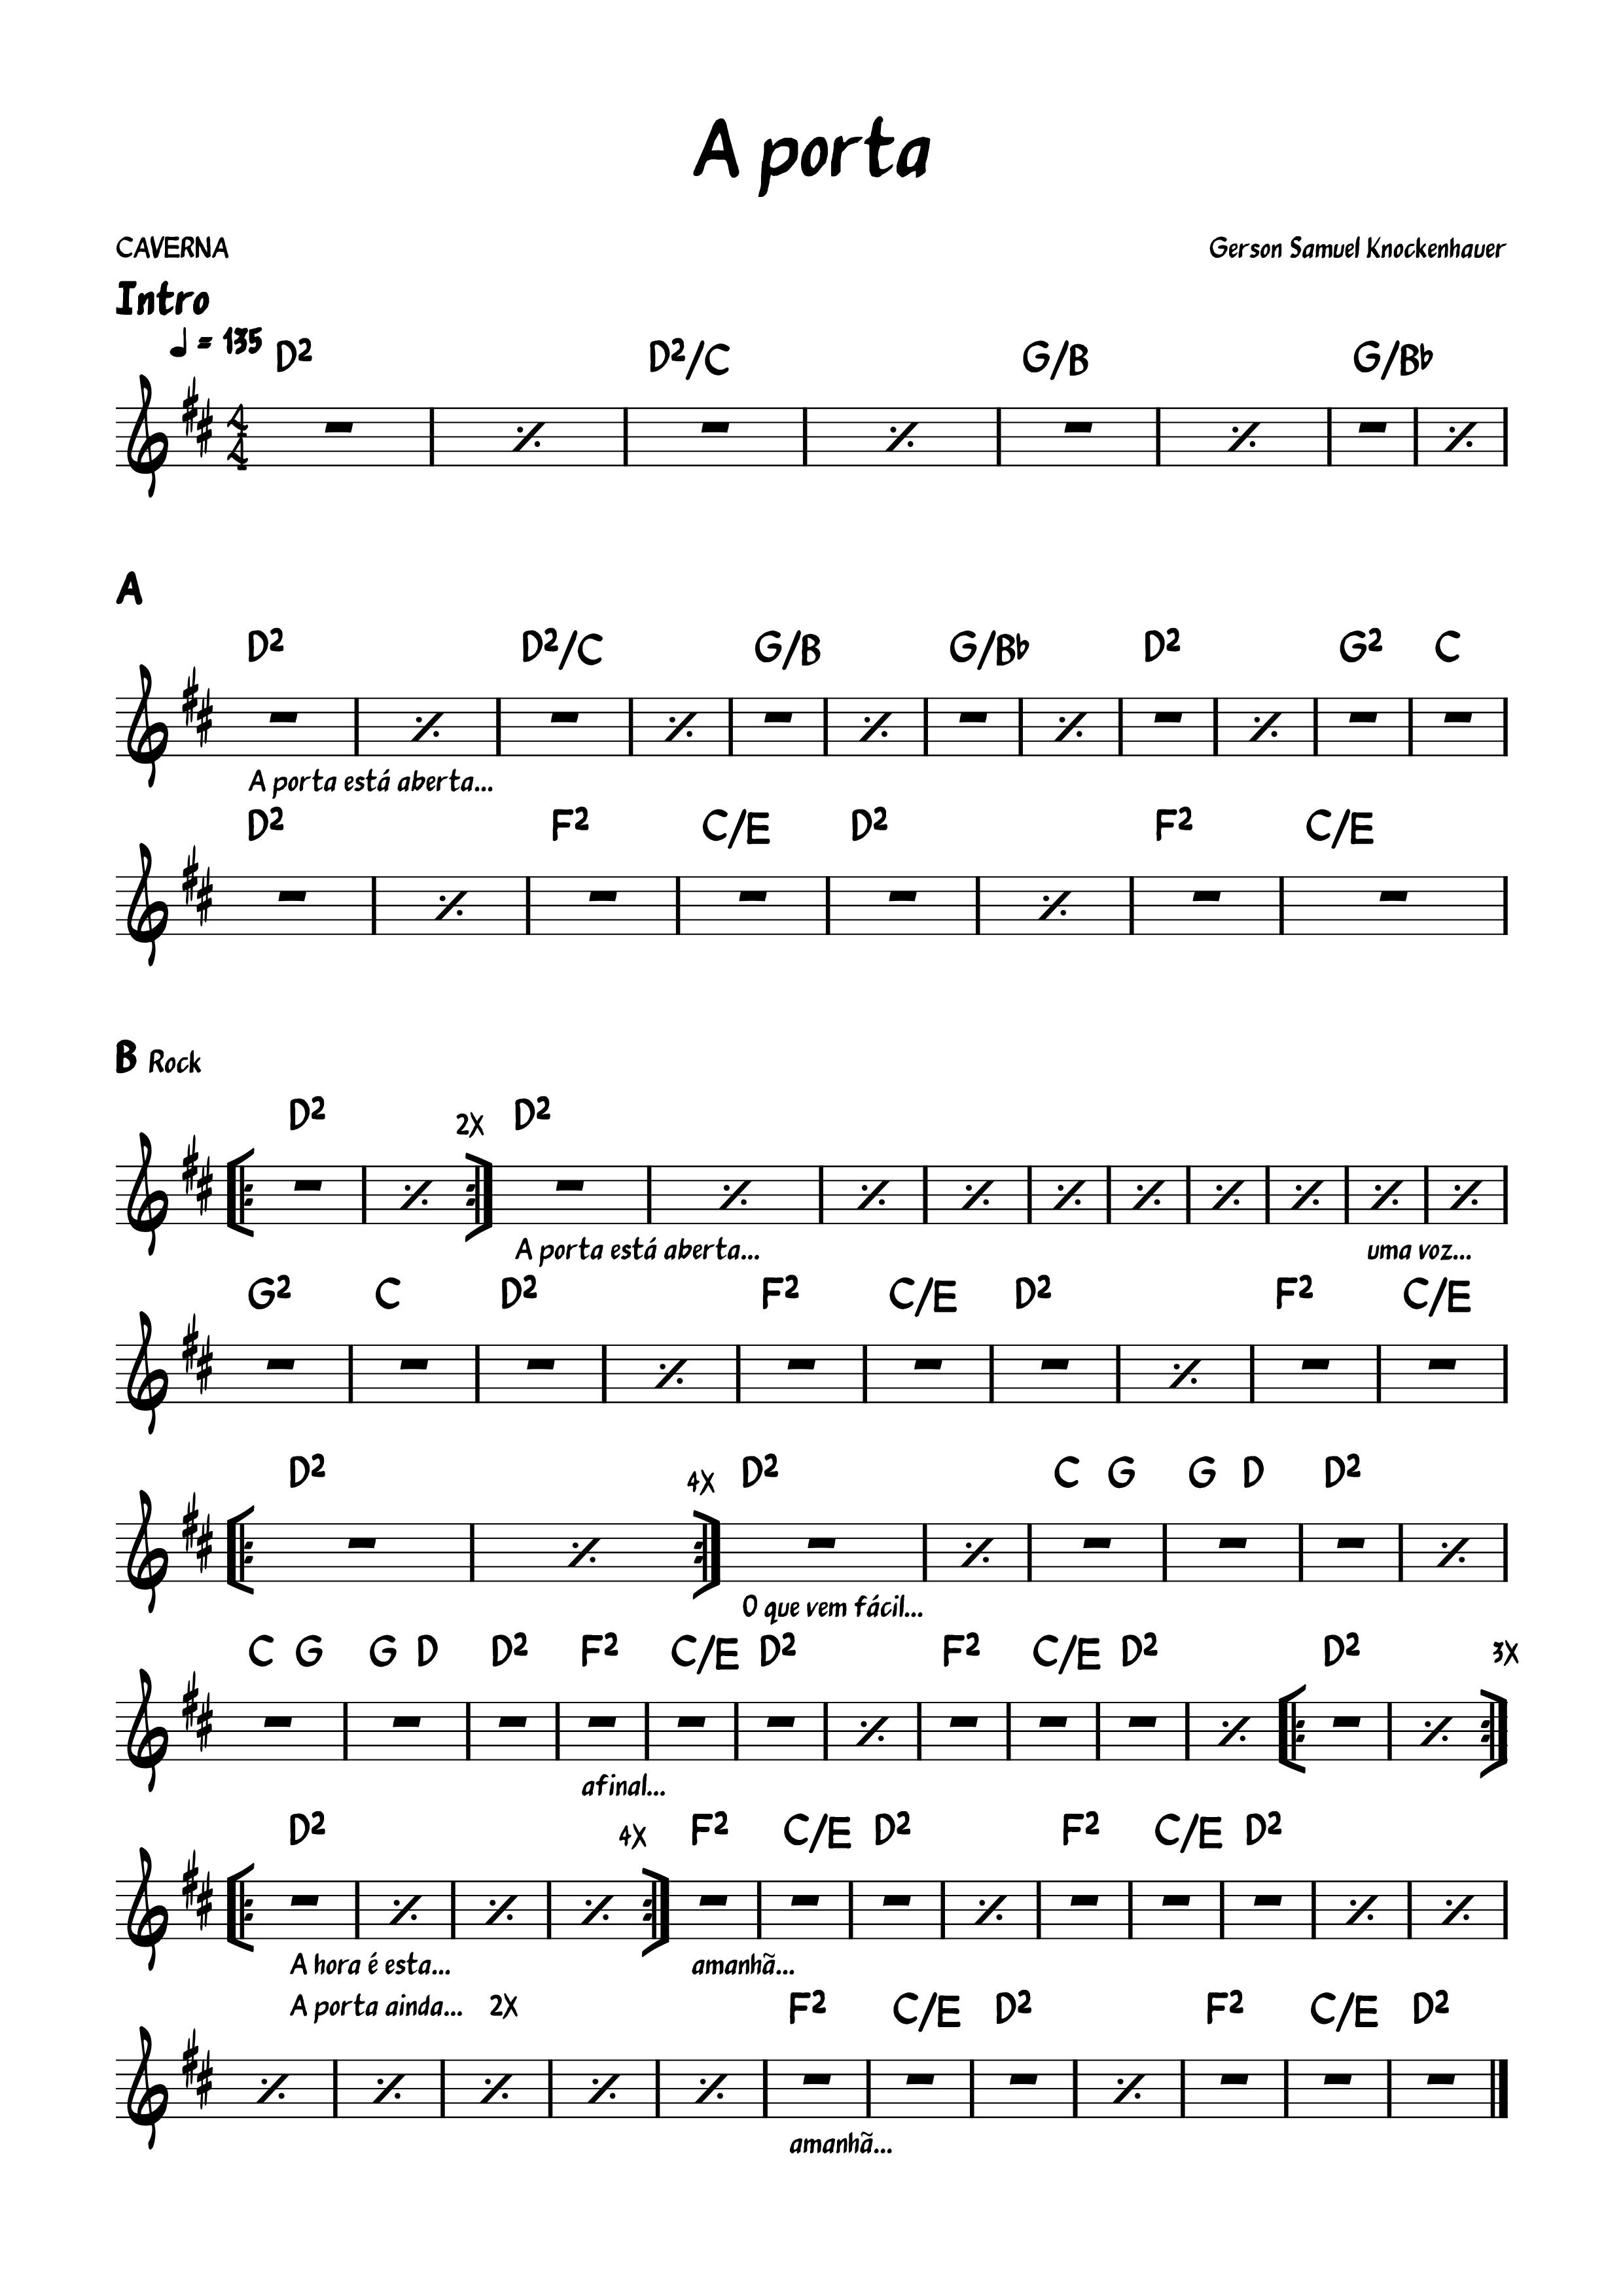 A porta
CAVERNA Gerson Samuel Knockenhauer
Intro
♩ = 135 D2 D2/C G/B G/B♭
4/4
A
D2 D2/C G/B G/B♭ D2 G2 C
A porta está aberta...
D2 F2 C/E D2 F2 C/E
B Rock
D2 2X D2
A porta está aberta... uma voz...
G2 C D2 F2 C/E D2 F2 C/E
D2 4X D2 C G G D D2
O que vem fácil...
C G G D D2 F2 C/E D2 F2 C/E D2 D2 3X
afinal...
D2 4X F2 C/E D2 F2 C/E D2
A hora é esta... amanhã...
A porta ainda... 2X F2 C/E D2 F2 C/E D2
amanhã...